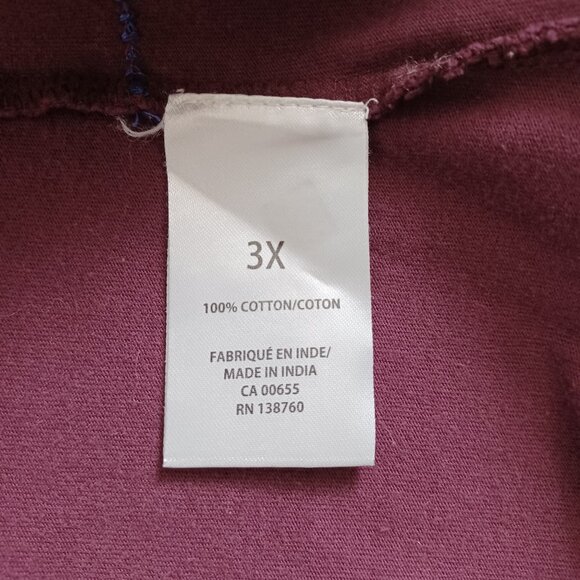 3X
100% COTTON/COTON
FABRIQUÉ EN INDE/
MADE IN INDIA
CA 00655
RN 138760